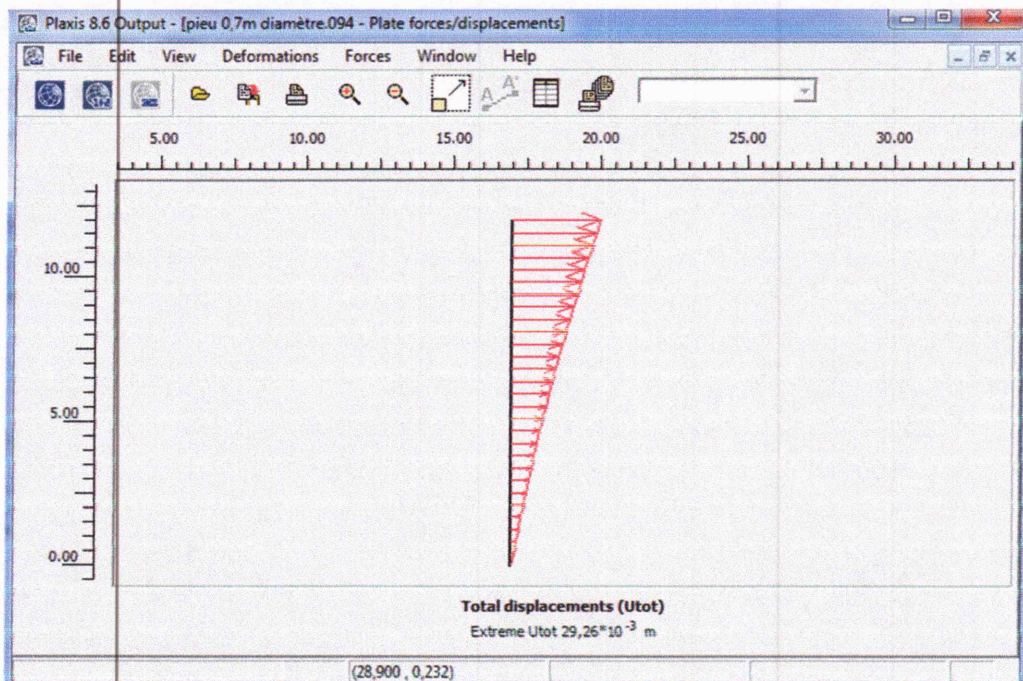 Plaxis 8.6 Output - [pieu 0,7m diamètre.094 - Plate forces/displacements]
File Edit View Deformations Forces Window Help
5.00 10.00 15.00 20.00 25.00 30.00
10.00
5.00
0.00
Total displacements (Utot)
Extreme Utot 29,26*10-3 m
(28,900 , 0,232)